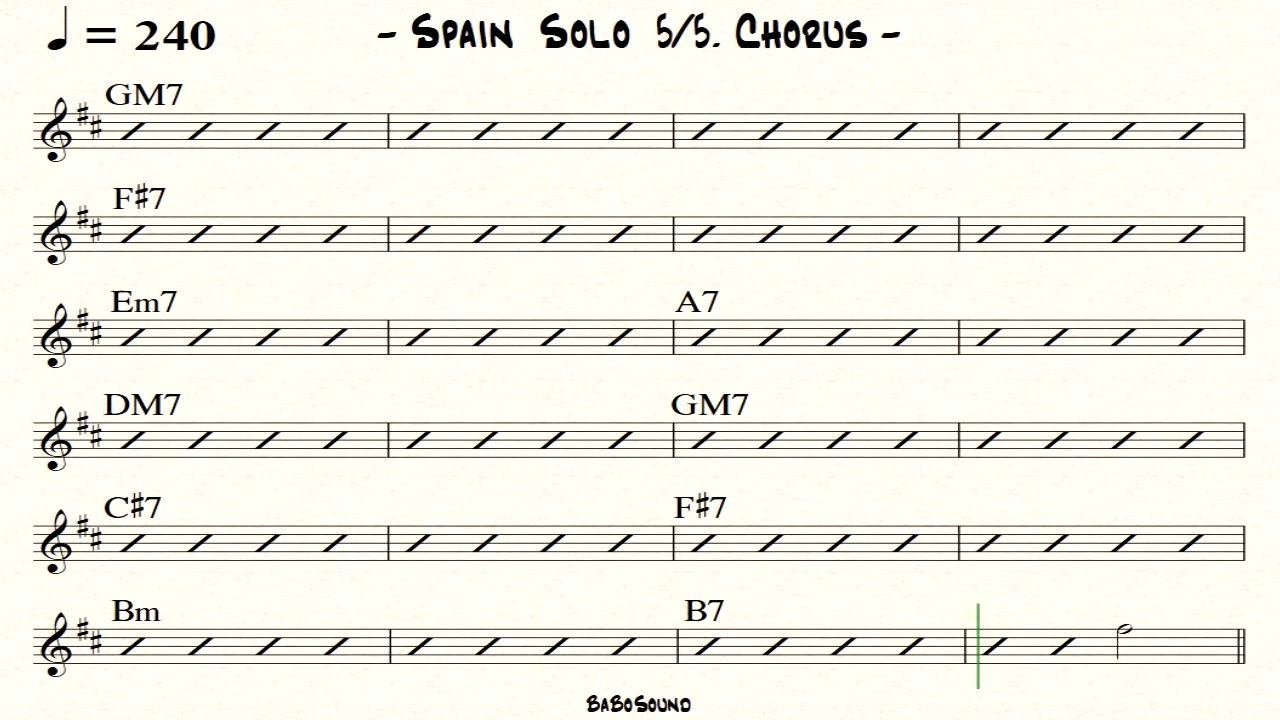 ♩ = 240 - SPAIN SOLO 5/5. CHORUS -
GM7
F♯7
Em7 A7
DM7 GM7
C♯7 F♯7
Bm B7
BABOSOUND